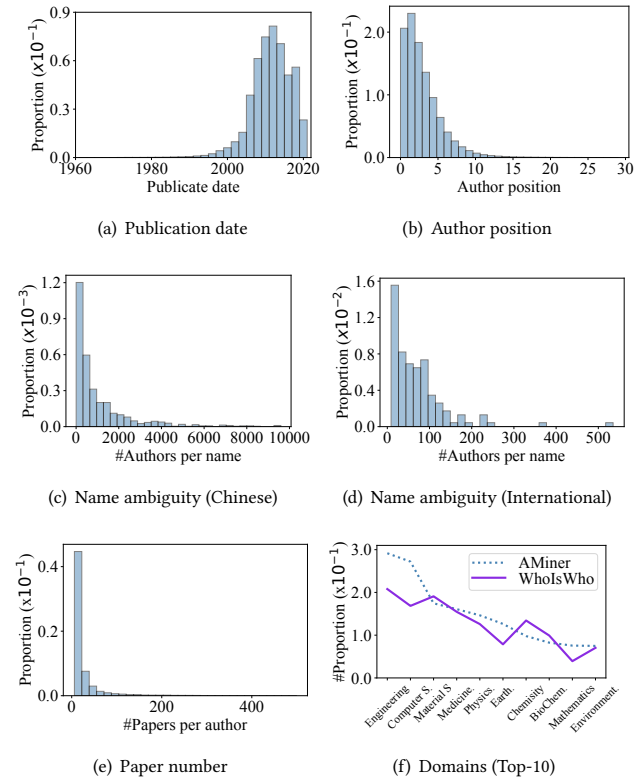 0.9
0.6
0.3
0.0
Proportion (x10⁻¹)
1960 1980 2000 2020
Publicate date
(a) Publication date
2.0
1.0
0.0
Proportion (x10⁻¹)
0 5 10 15 20 25 30
Author position
(b) Author position
1.2
0.9
0.6
0.3
0.0
Proportion (x10⁻³)
0 2000 4000 6000 8000 10000
#Authors per name
(c) Name ambiguity (Chinese)
1.6
1.2
0.8
0.4
0.0
Proportion (x10⁻²)
0 100 200 300 400 500
#Authors per name
(d) Name ambiguity (International)
0.4
0.2
0.0
Proportion (x10⁻¹)
0 200 400
#Papers per author
(e) Paper number
3.0
2.0
1.0
0.0
#Proportion (x10⁻¹)
AMiner
WhoIsWho
Engineering
Computer S.
Material S
Medicine.
Physics.
Earth.
Chemisity
BioChem.
Mathematics
Environment.
(f) Domains (Top-10)